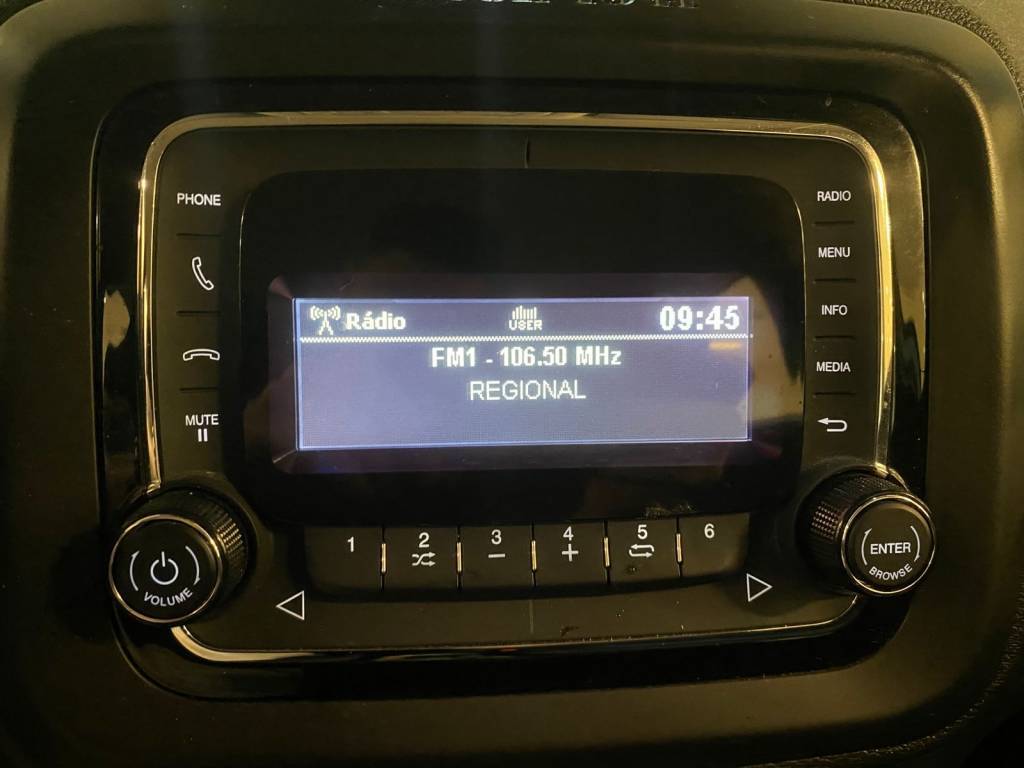 PHONE
MUTE
VOLUME
Rádio USER 09:45
FM1 - 106.50 MHz
REGIONAL
RADIO
MENU
INFO
MEDIA
1 2 3 4 5 6
ENTER
BROWSE